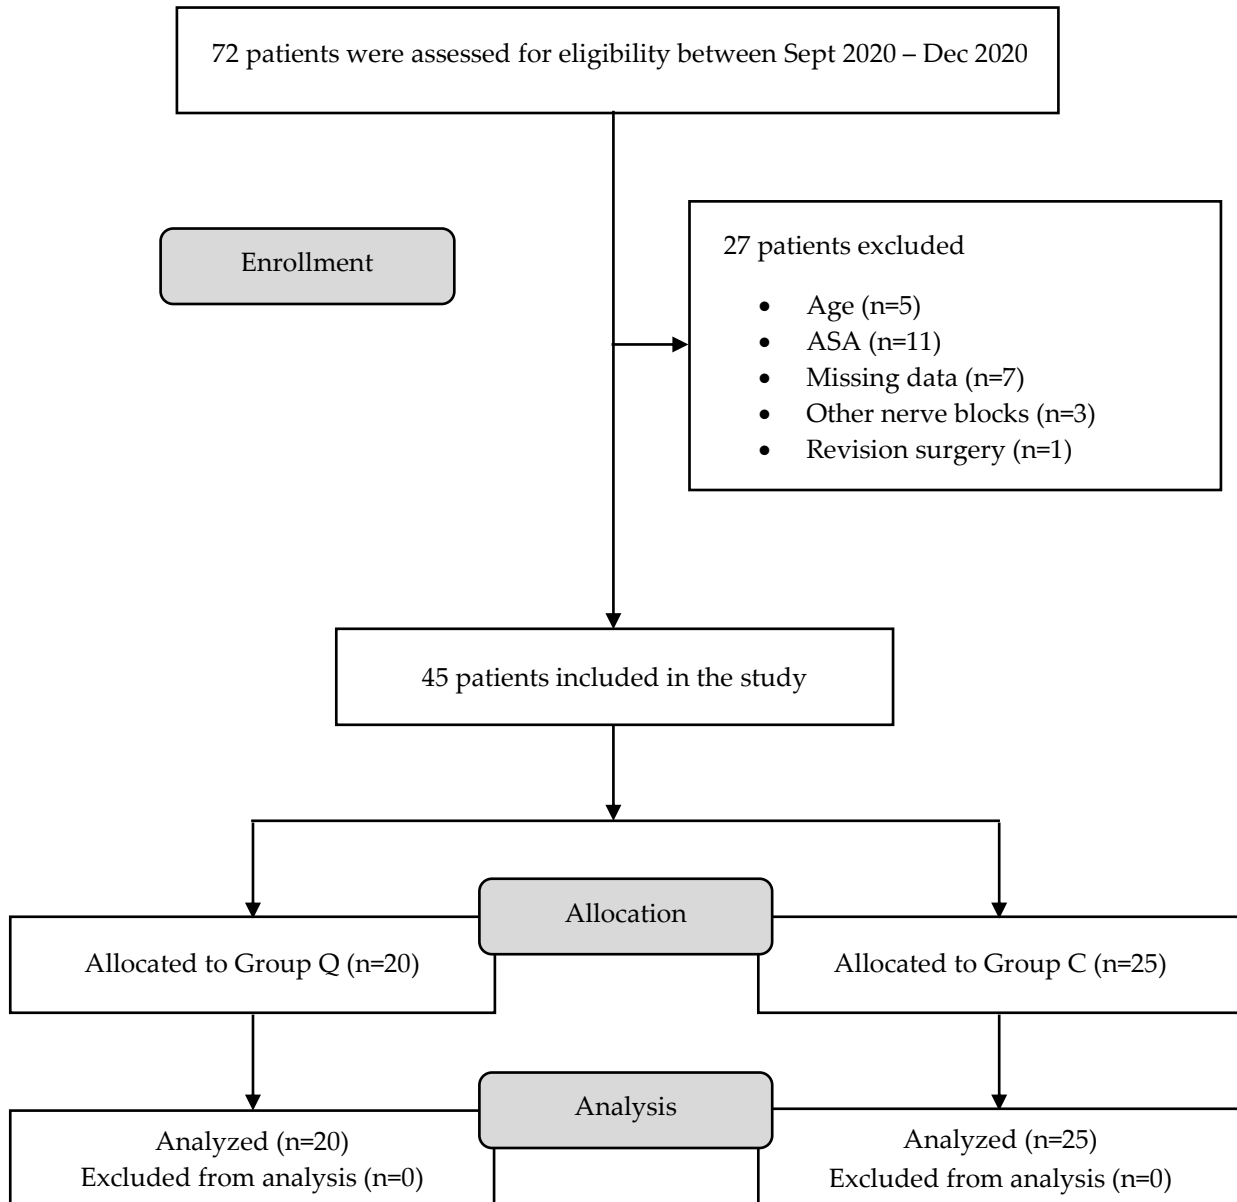 72 patients were assessed for eligibility between Sept 2020 – Dec 2020
Enrollment
27 patients excluded
• Age (n=5)
• ASA (n=11)
• Missing data (n=7)
• Other nerve blocks (n=3)
• Revision surgery (n=1)
45 patients included in the study
Allocation
Allocated to Group Q (n=20)
Allocated to Group C (n=25)
Analysis
Analyzed (n=20)
Excluded from analysis (n=0)
Analyzed (n=25)
Excluded from analysis (n=0)